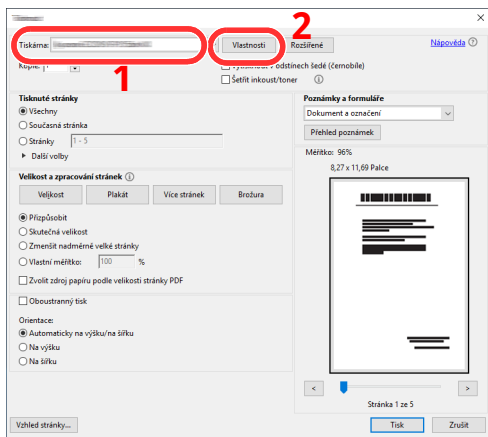 2
Tiskárna:
Vlastnosti
Rozšířené
Nápověda
1
Kopie: 1
Vytisknout v odstínech šedé (černobíle)
Šetřit inkoust/toner
Tisknuté stránky
Všechny
Současná stránka
Stránky 1 - 5
Další volby
Poznámky a formuláře
Dokument a označení
Přehled poznámek
Velikost a zpracování stránek
Velikost
Plakát
Více stránek
Brožura
Přizpůsobit
Skutečná velikost
Zmenšit nadměrně velké stránky
Vlastní měřítko: 100 %
Zvolit zdroj papíru podle velikosti stránky PDF
Oboustranný tisk
Orientace:
Automaticky na výšku/na šířku
Na výšku
Na šířku
Měřítko: 96%
8,27 x 11,69 Palce
<
>
Stránka 1 ze 5
Vzhled stránky...
Tisk
Zrušit